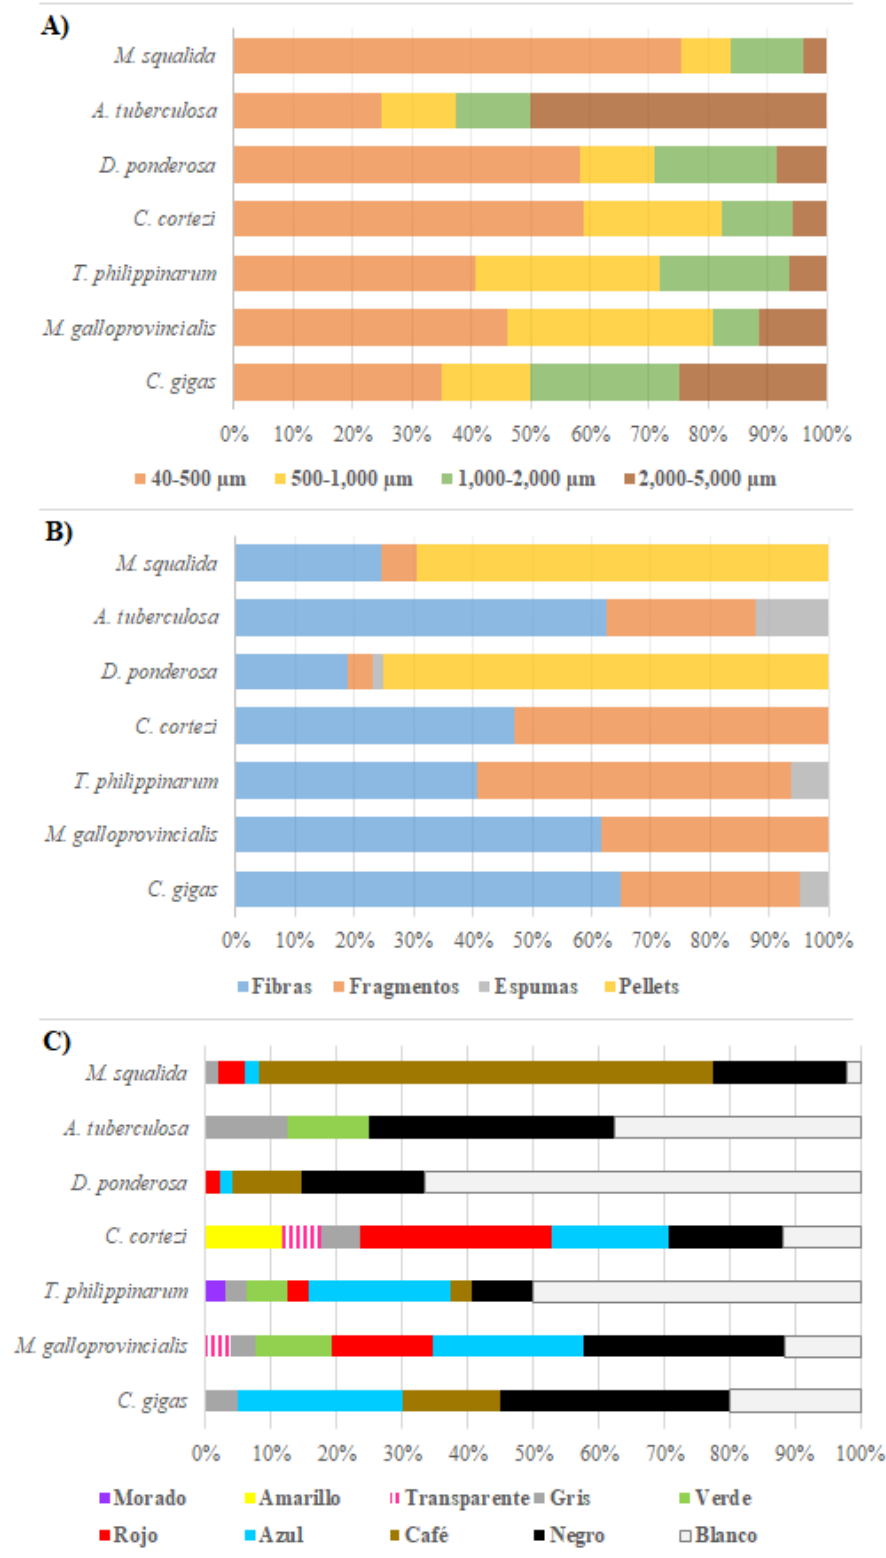 A)
M. squalida
A. tuberculosa
D. ponderosa
C. cortezi
T. philippinarum
M. galloprovincialis
C. gigas
0% 10% 20% 30% 40% 50% 60% 70% 80% 90% 100%
40-500 µm 500-1,000 µm 1,000-2,000 µm 2,000-5,000 µm
B)
M. squalida
A. tuberculosa
D. ponderosa
C. cortezi
T. philippinarum
M. galloprovincialis
C. gigas
0% 10% 20% 30% 40% 50% 60% 70% 80% 90% 100%
Fibras Fragmentos Espumas Pellets
C)
M. squalida
A. tuberculosa
D. ponderosa
C. cortezi
T. philippinarum
M. galloprovincialis
C. gigas
0% 10% 20% 30% 40% 50% 60% 70% 80% 90% 100%
Morado Amarillo Transparente Gris Verde
Rojo Azul Café Negro Blanco